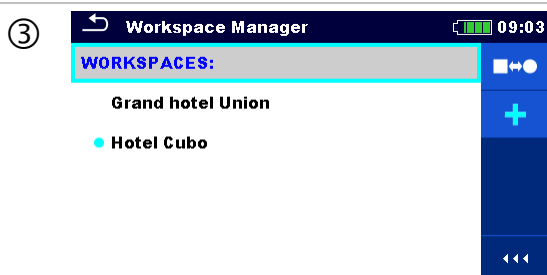 ③
Workspace Manager 09:03
WORKSPACES:
Grand hotel Union
Hotel Cubo